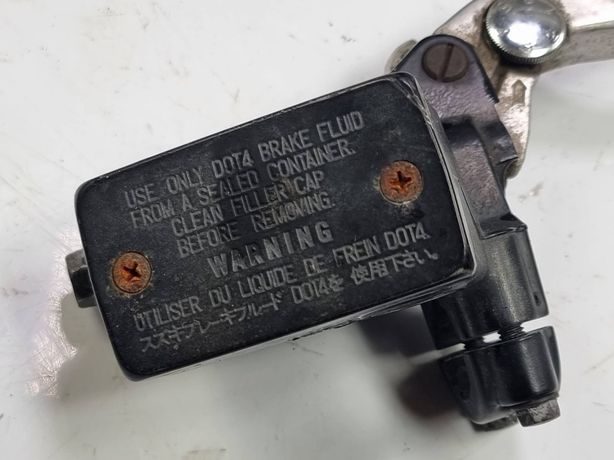 USE ONLY DOT4 BRAKE FLUID
FROM A SEALED CONTAINER.
CLEAN FILLER CAP
BEFORE REMOVING.
WARNING
UTILISER DU LIQUIDE DE FREIN DOT4.
スズキブレーキフルード DOT4を使用下さい。